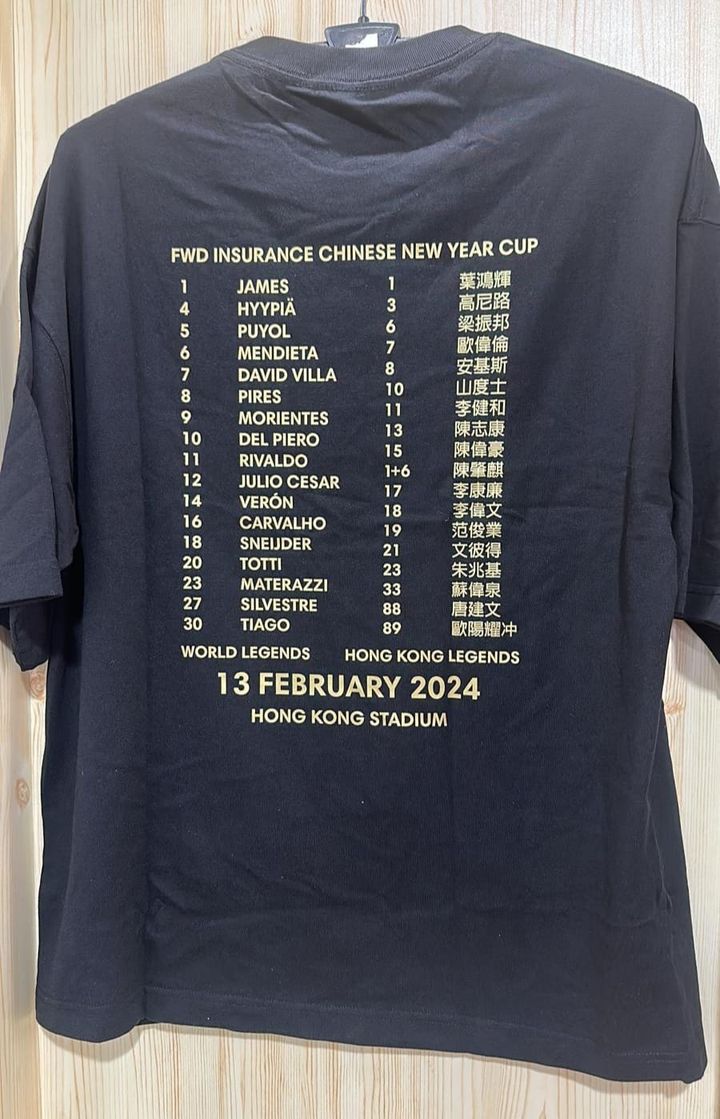 FWD INSURANCE CHINESE NEW YEAR CUP
1 JAMES 1 葉鴻輝
4 HYYPIÄ 3 高尼路
5 PUYOL 6 梁振邦
6 MENDIETA 7 歐偉倫
7 DAVID VILLA 8 安基斯
8 PIRES 10 山度士
9 MORIENTES 11 李健和
10 DEL PIERO 13 陳志康
11 RIVALDO 15 陳偉豪
12 JULIO CESAR 1+6 陳肇麒
14 VERÓN 17 李康廉
16 CARVALHO 18 李偉文
18 SNEIJDER 19 范俊業
20 TOTTI 21 文彼得
23 MATERAZZI 23 朱兆基
27 SILVESTRE 33 蘇偉泉
30 TIAGO 88 唐建文
89 歐陽耀冲
WORLD LEGENDS HONG KONG LEGENDS
13 FEBRUARY 2024
HONG KONG STADIUM